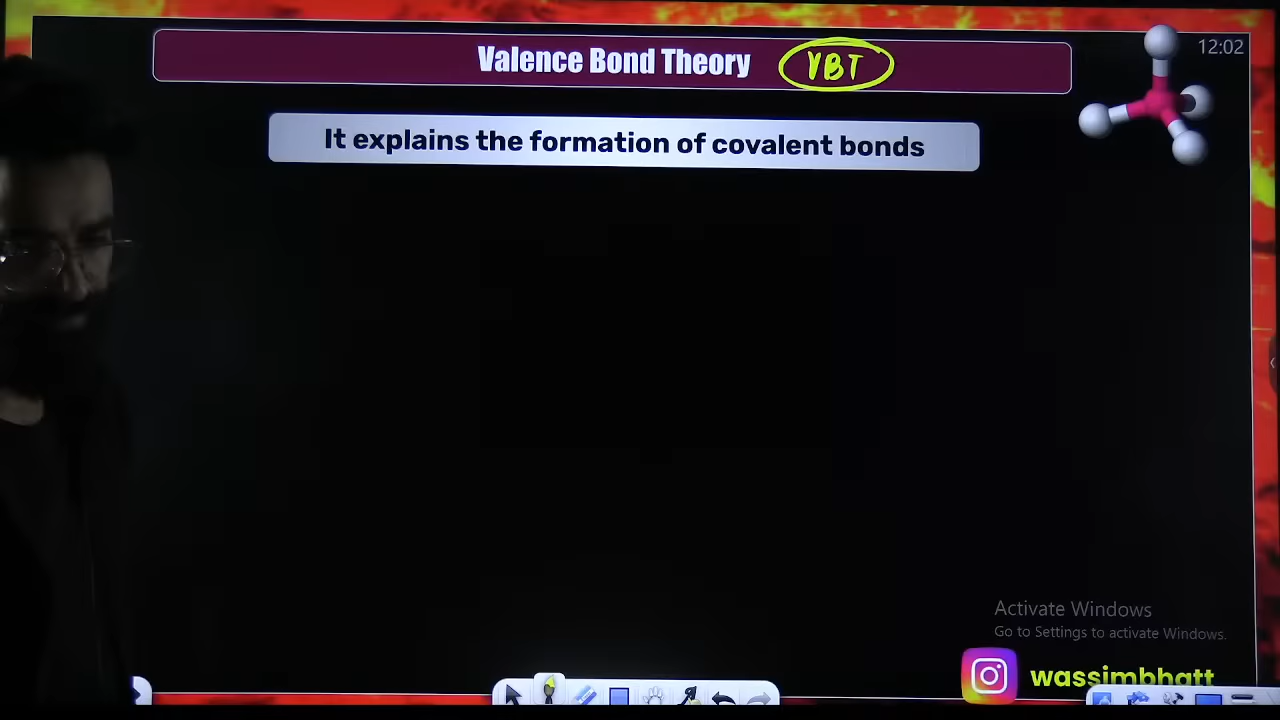 Valence Bond Theory VBT
12:02
It explains the formation of covalent bonds
Activate Windows
Go to Settings to activate Windows.
wassimbhatt